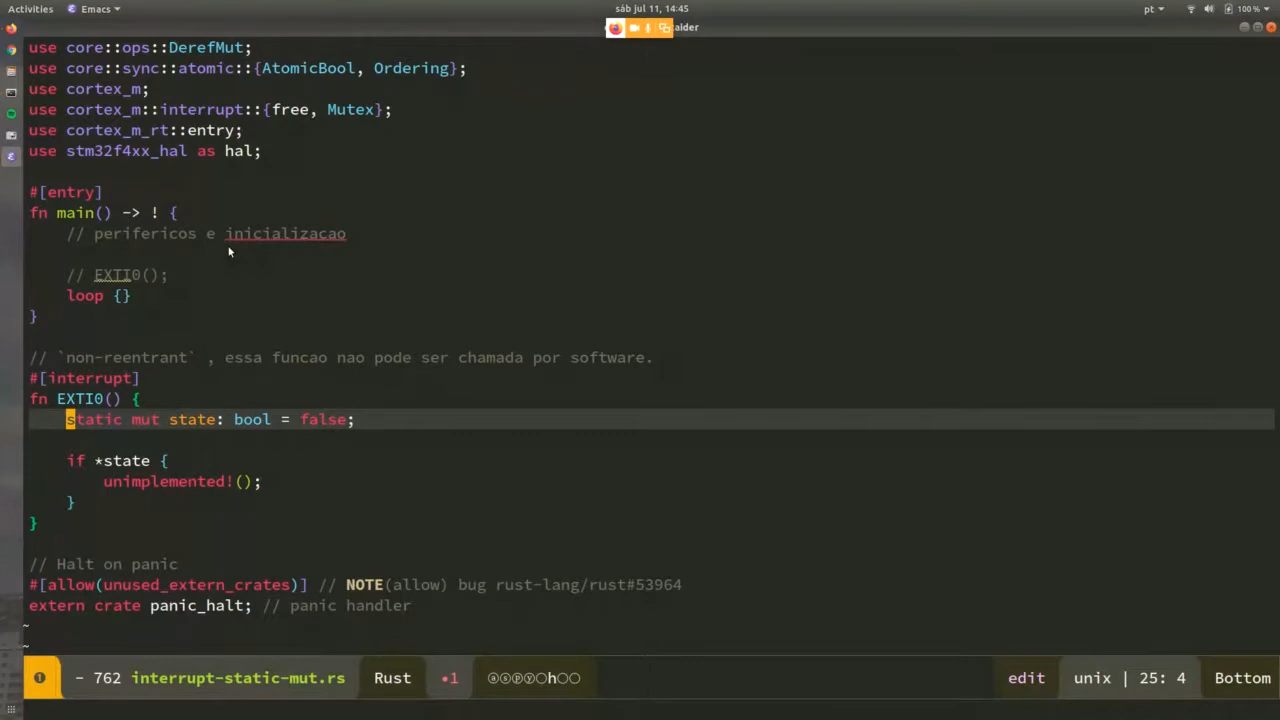 Activities Emacs sáb jul 11, 14:45 pt 100 %
alder
use core::ops::DerefMut;
use core::sync::atomic::{AtomicBool, Ordering};
use cortex_m;
use cortex_m::interrupt::{free, Mutex};
use cortex_m_rt::entry;
use stm32f4xx_hal as hal;
#[entry]
fn main() -> ! {
// perifericos e inicializacao
// EXTI0();
loop {}
}
// `non-reentrant` , essa funcao nao pode ser chamada por software.
#[interrupt]
fn EXTI0() {
static mut state: bool = false;
if *state {
unimplemented!();
}
}
// Halt on panic
#[allow(unused_extern_crates)] // NOTE(allow) bug rust-lang/rust#53964
extern crate panic_halt; // panic handler
~
~
❶ - 762 interrupt-static-mut.rs Rust •1 ⓐⓢⓟⓨ○h○○ edit unix | 25: 4 Bottom